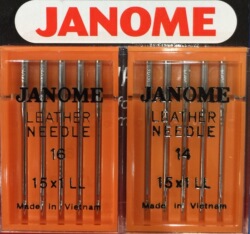 JANOME
JANOME
LEATHER
NEEDLE
16
15x1 LL
Made in Vietnam
JANOME
LEATHER
NEEDLE
14
15x1 LL
Made in Vietnam